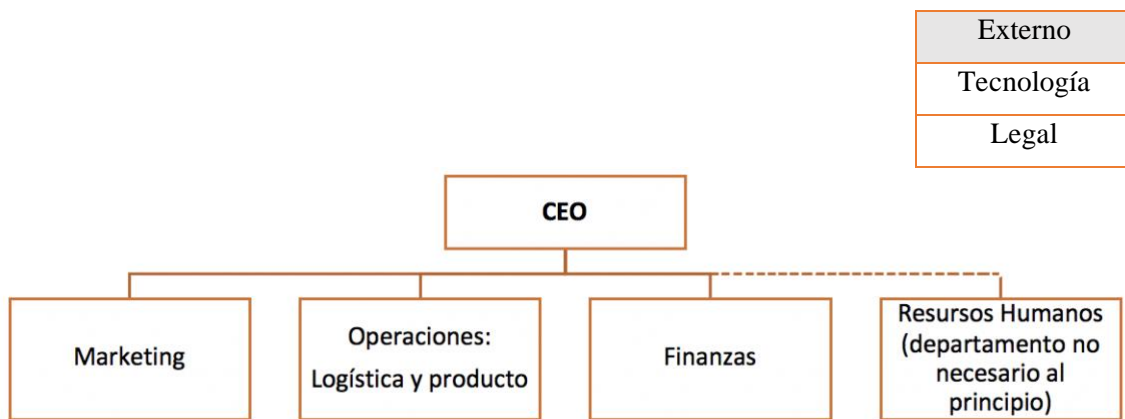 Externo
Tecnología
Legal
CEO
Marketing
Operaciones:
Logística y producto
Finanzas
Resursos Humanos
(departamento no
necesario al
principio)